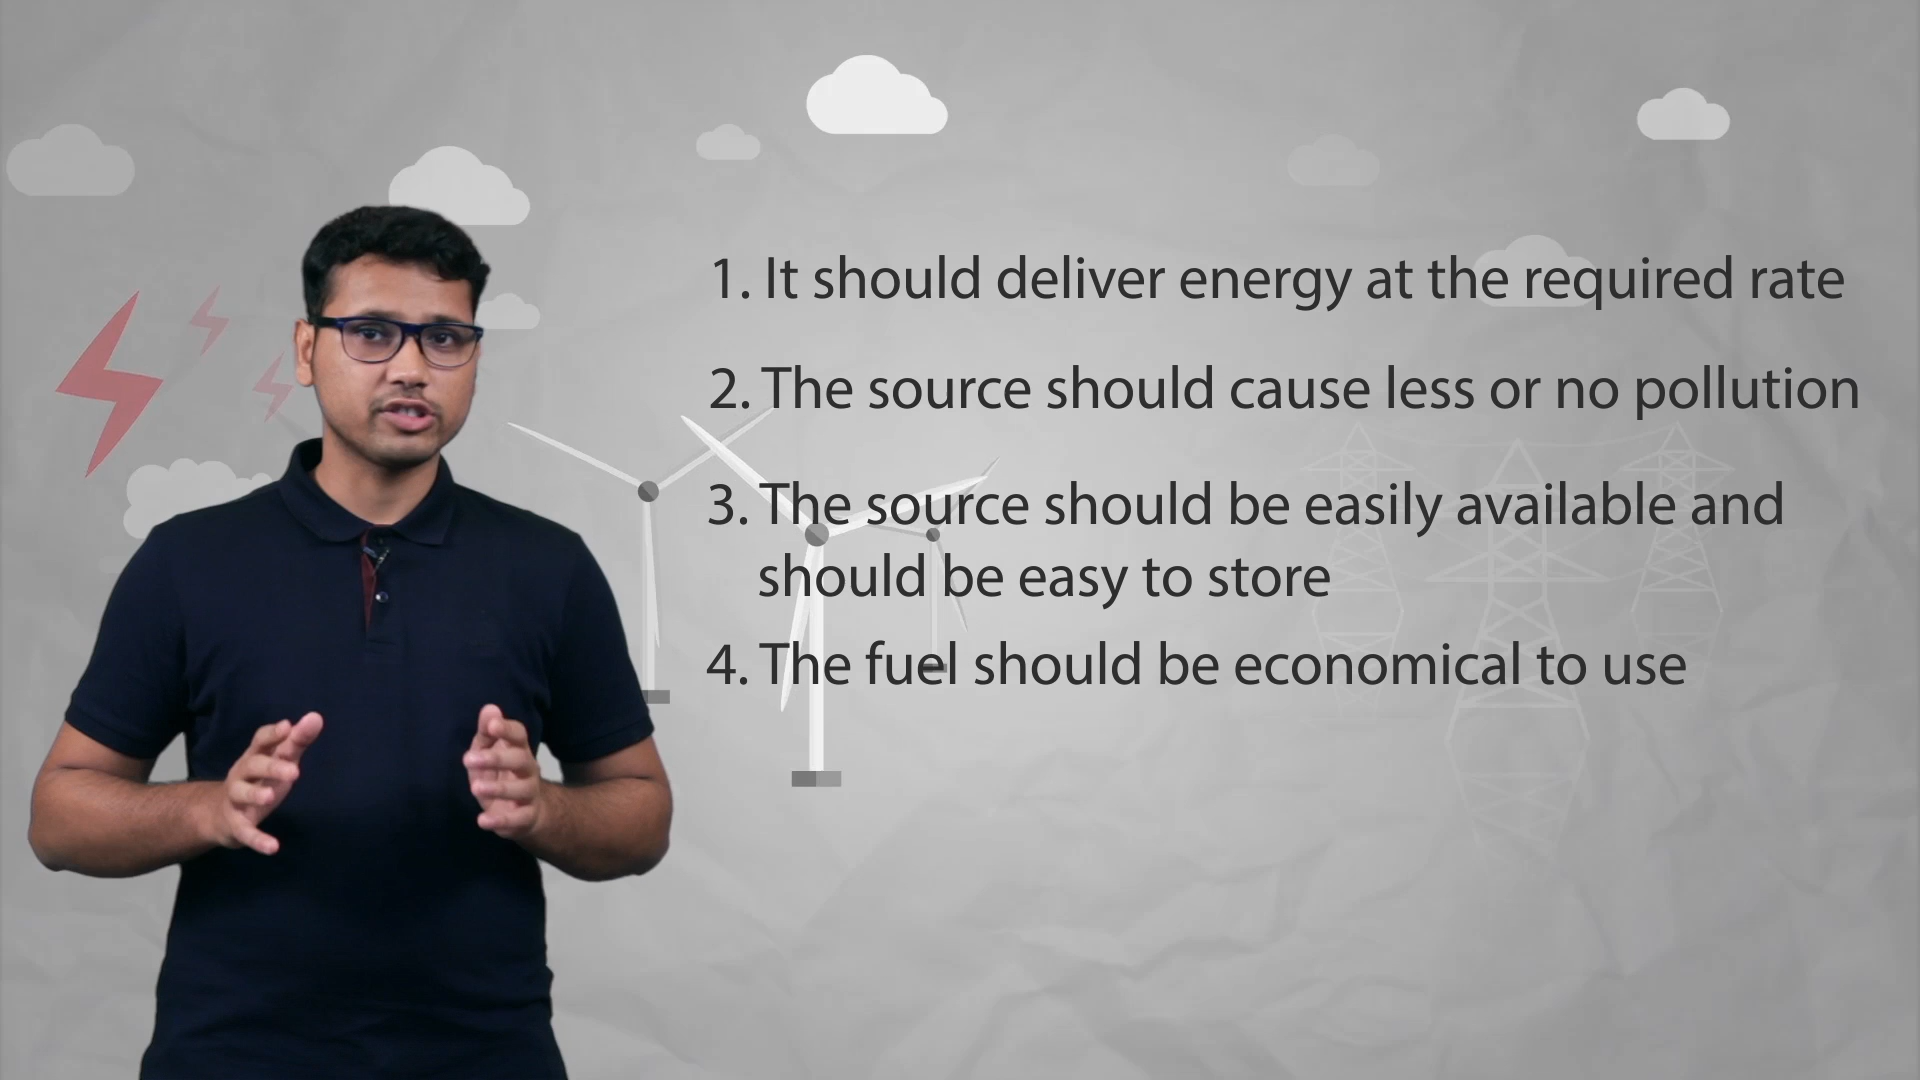 1. It should deliver energy at the required rate
2. The source should cause less or no pollution
3. The source should be easily available and
should be easy to store
4. The fuel should be economical to use